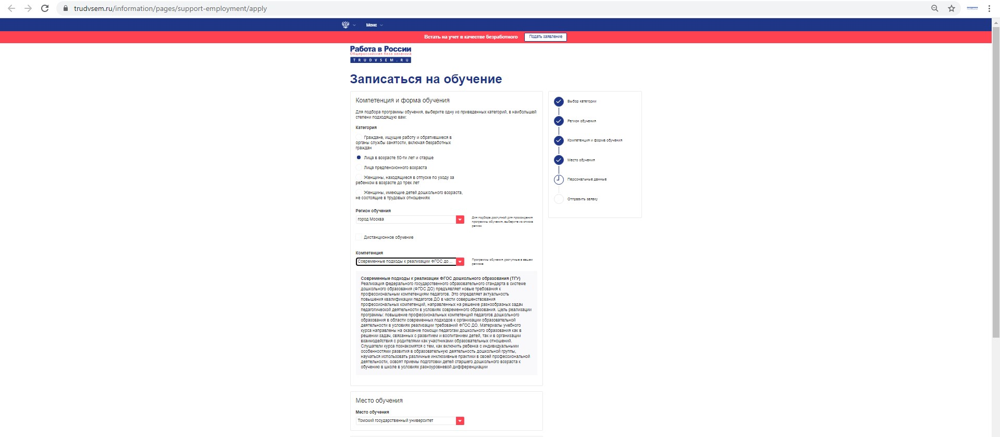 trudvsem.ru/information/pages/support-employment/apply
Меню
Встать на учет в качестве безработного
Подать заявление
Работа в России
Общероссийская база вакансий
TRUDVSEM.RU
Записаться на обучение
Компетенция и форма обучения
Для подбора программы обучения, выберите одну из приведенных категорий, в наибольшей
степени подходящую вам:
Категория
Граждане, ищущие работу и обратившиеся в
органы службы занятости, включая безработных
граждан
Лица в возрасте 50-ти лет и старше
Лица предпенсионного возраста
Женщины, находящиеся в отпуске по уходу за
ребенком в возрасте до трех лет
Женщины, имеющие детей дошкольного возраста,
не состоящие в трудовых отношениях
Регион обучения
город Москва
Для подбора доступной для прохождения
программы обучения, выберите из списка
регион
Дистанционное обучение
Компетенция
Современные подходы к реализации ФГОС до...
Программы обучения доступные в вашем
регионе
Современные подходы к реализации ФГОС дошкольного образования (ТГУ)
Реализация федерального государственного образовательного стандарта в системе
дошкольного образования (ФГОС ДО) предъявляет новые требования к
профессиональным компетенциям педагогов. Это определяет актуальность
повышения квалификации педагогов ДО в части совершенствования
профессиональных компетенций, направленных на решение разнообразных задач
педагогической деятельности в условиях современного образования. Цель реализации
программы: повышение профессиональных компетенций педагогов дошкольного
образования в области современных подходов к организации образовательной
деятельности в условиях реализации требований ФГОС ДО. Материалы учебного
курса направлены на оказание помощи педагогам дошкольного образования как в
решении задач, связанных с развитием и воспитанием детей, так и в организации
взаимодействия с родителями как участниками образовательных отношений.
Слушатели курса познакомятся с тем, как включить ребенка с индивидуальными
особенностями развития в образовательную деятельность дошкольной группы,
научаться использовать различные инклюзивные практики в своей профессиональной
деятельности, освоят приемы подготовки детей старшего дошкольного возраста к
обучению в школе в условиях разноуровневой дифференциации
Место обучения
Место обучения
Томский государственный университет
Выбор категории
Регион обучения
Компетенция и форма обучения
Место обучения
Персональные данные
Отправить заявку